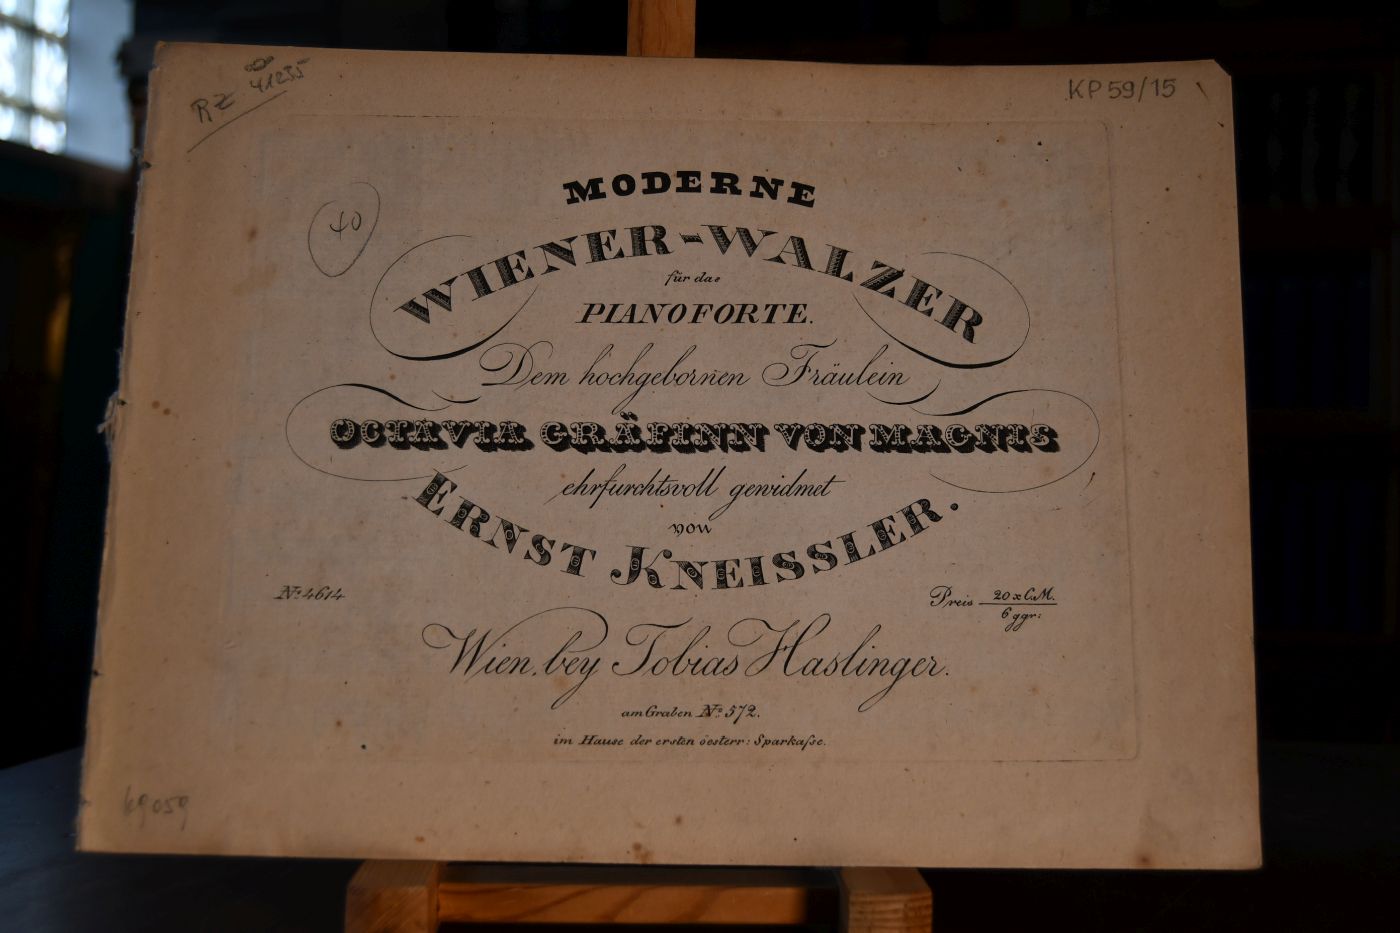 RZ 41255
KP 59/15
40
MODERNE
WIENER-WALZER
für das
PIANOFORTE.
Dem hochgebornen Fräulein
OCTAVIA GRÄFINN VON MAGNIS
ehrfurchtsvoll gewidmet
von
ERNST KNEISSLER.
No. 4614
Preis 20 x C.M.
6 ggr:
Wien, bey Tobias Haslinger.
am Graben No. 572.
im Hause der ersten oesterr: Sparkasse.
69059